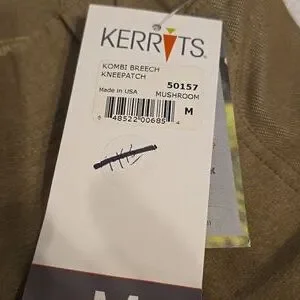 KERRITS.
KOMBI BREECH
KNEEPATCH
50157
Made in USA MUSHROOM
M
6 48522 00685 4
M